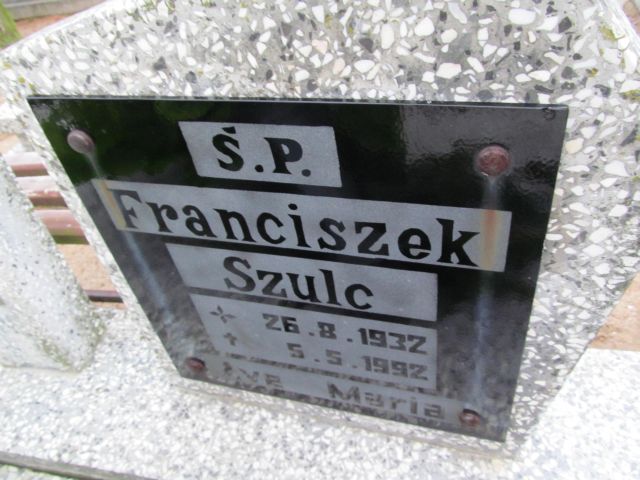 Ś.P.
Franciszek
Szulc
26.8.1932
5.5.1992
Ave Maria